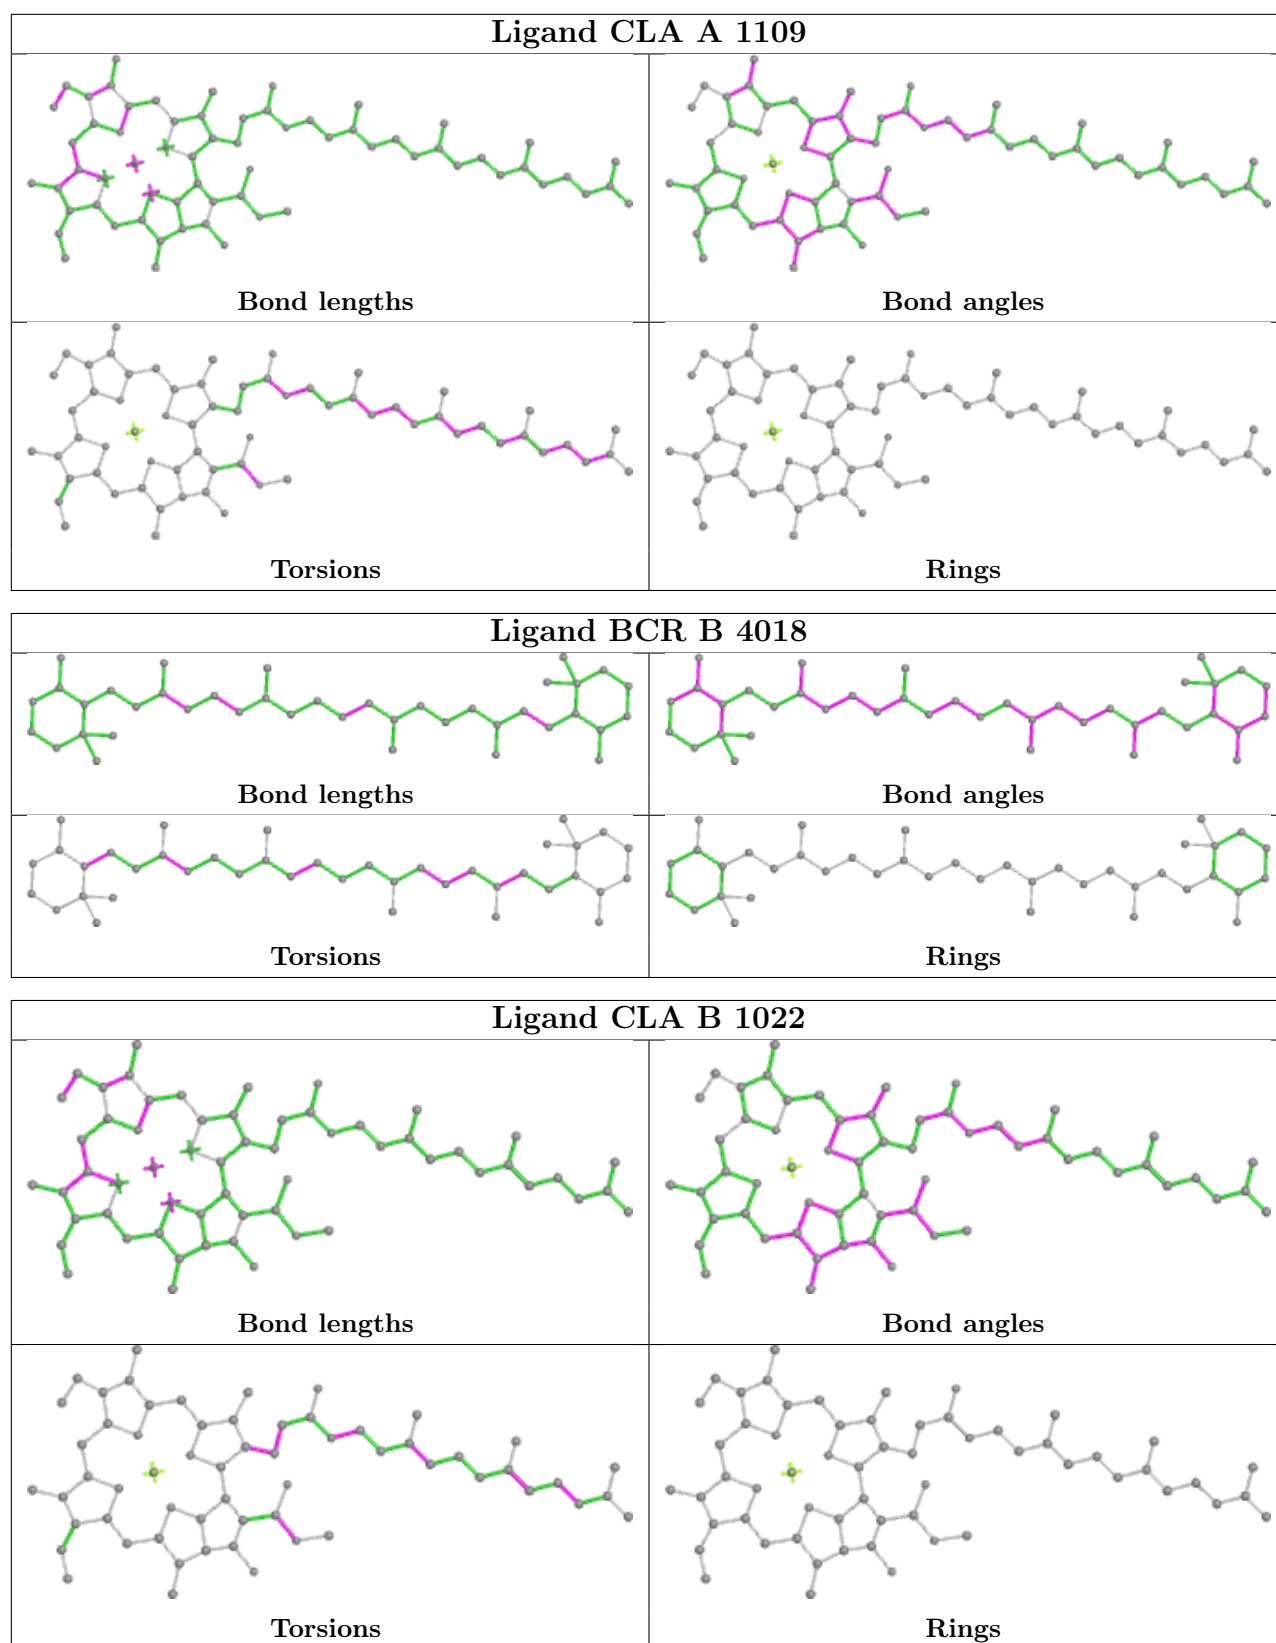 Ligand CLA A 1109
Bond lengths
Bond angles
Torsions
Rings
Ligand BCR B 4018
Bond lengths
Bond angles
Torsions
Rings
Ligand CLA B 1022
Bond lengths
Bond angles
Torsions
Rings